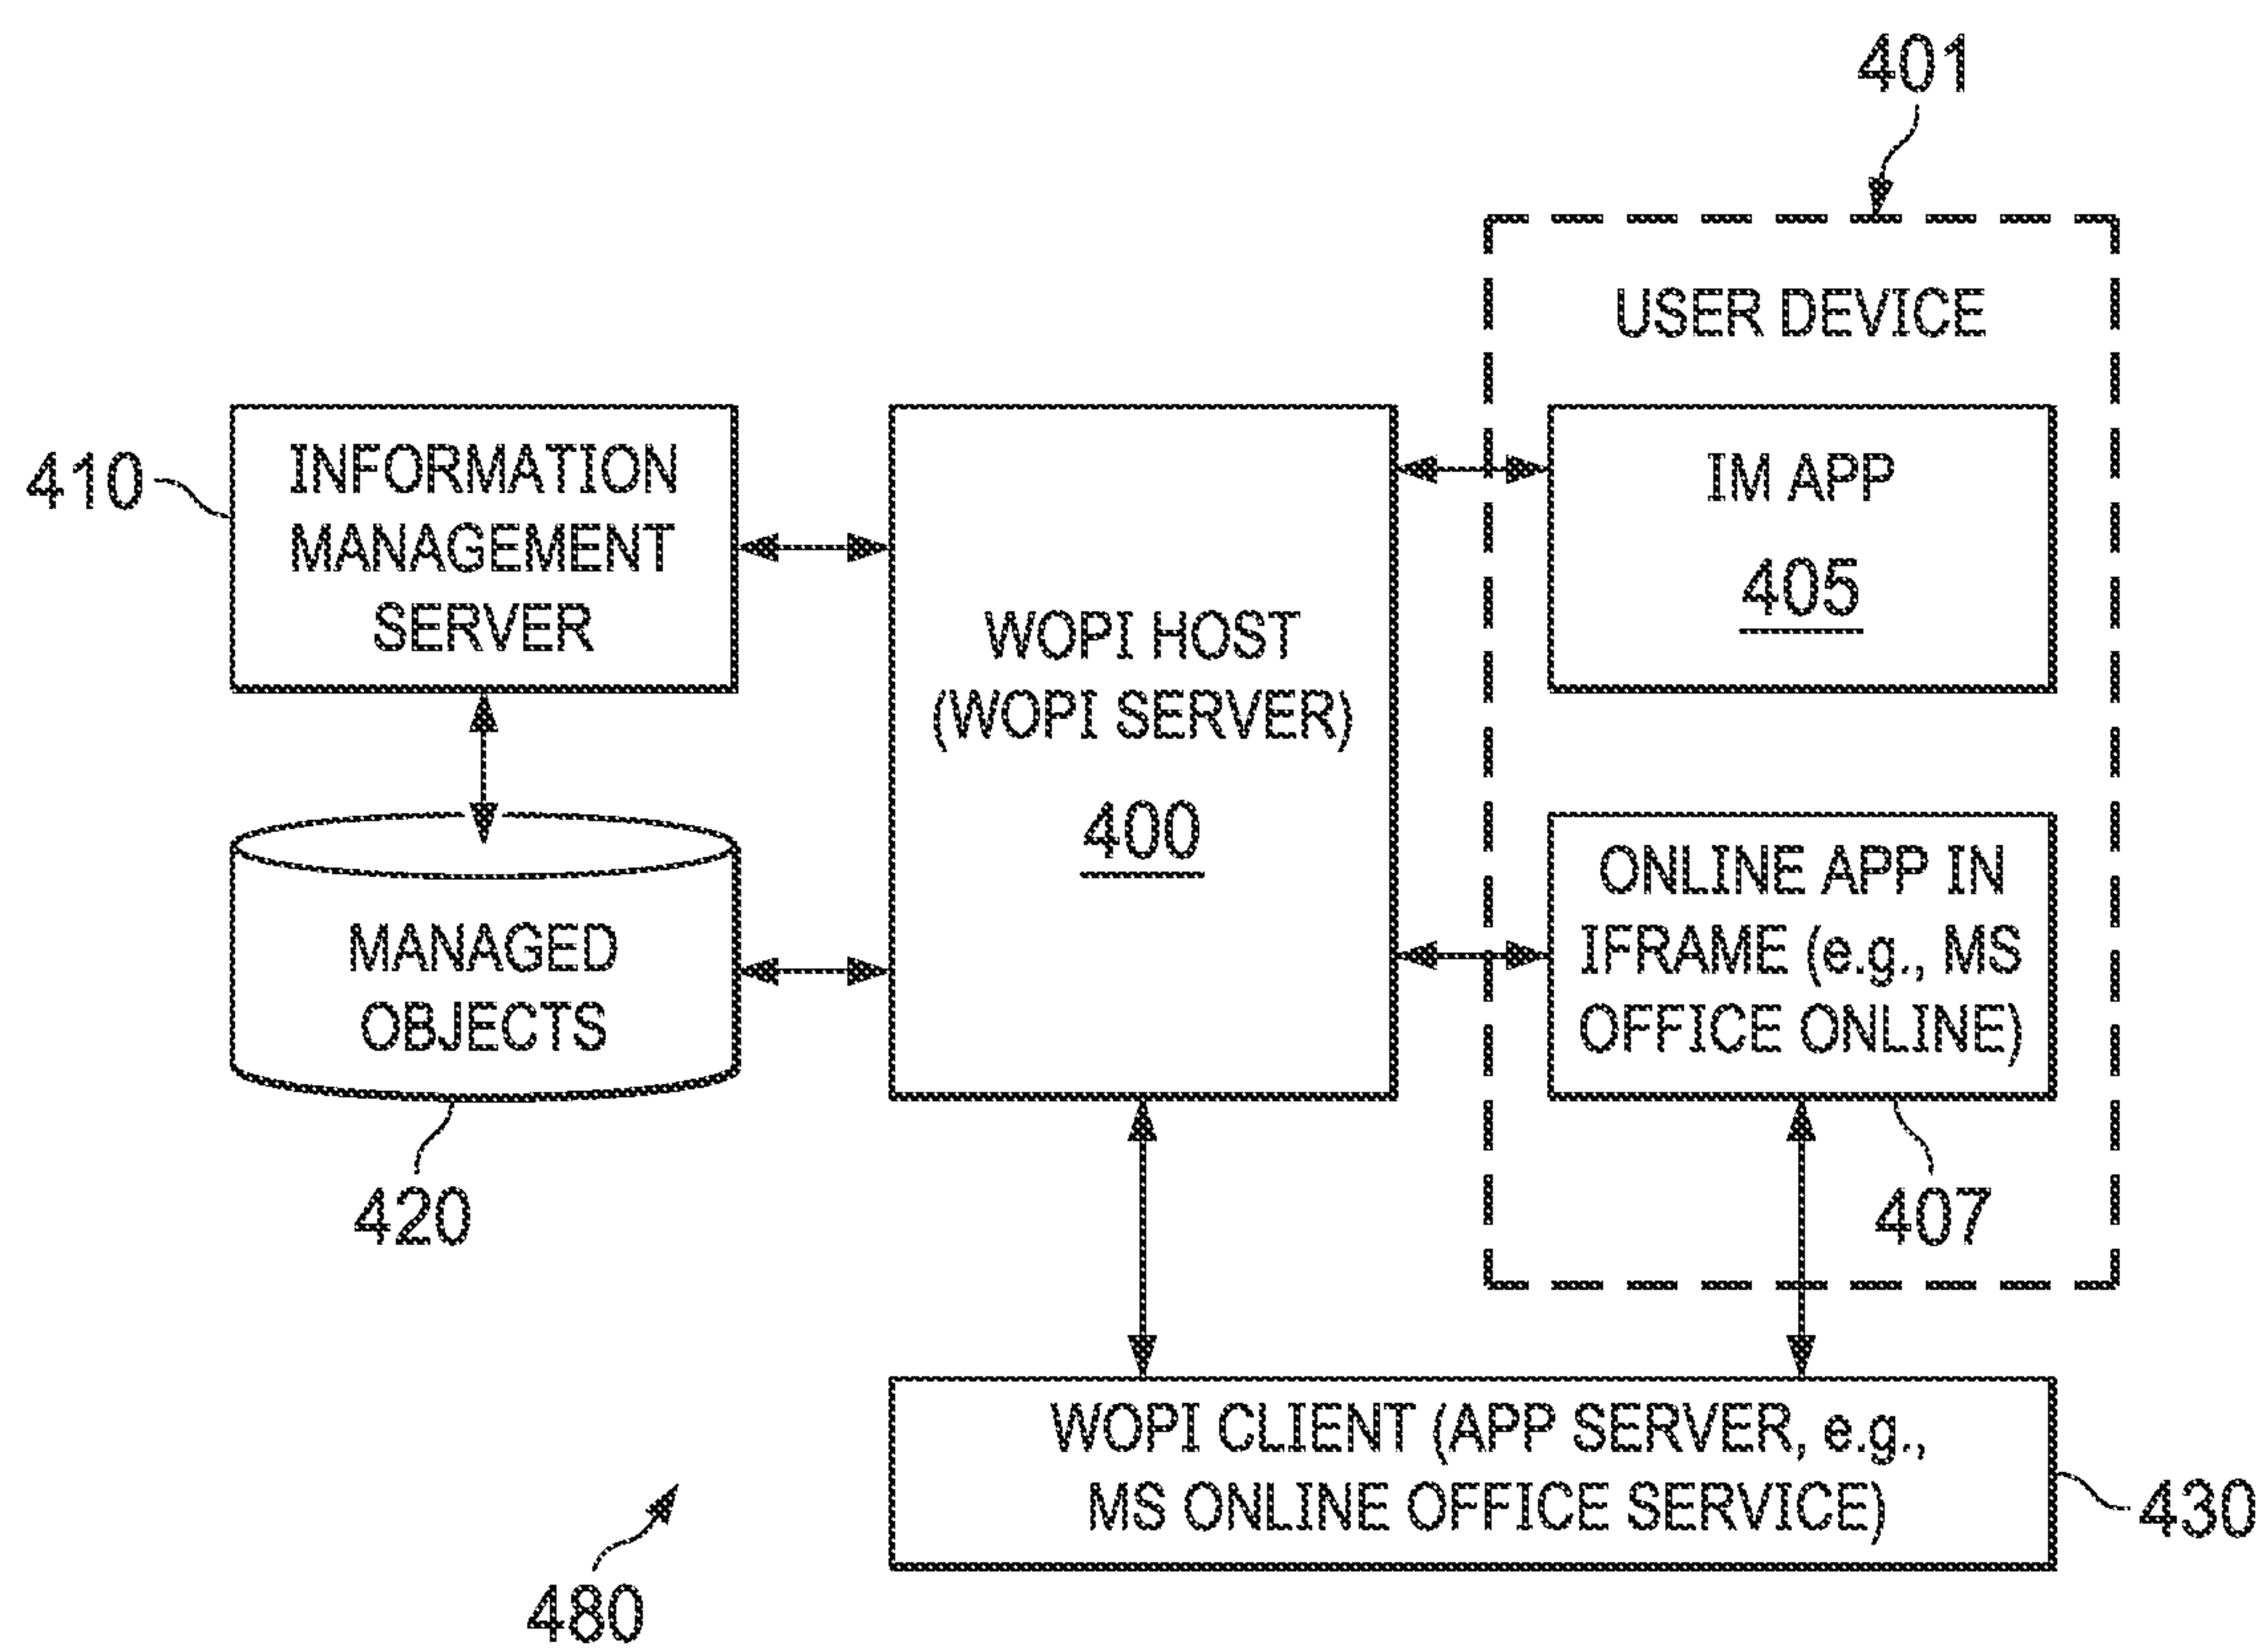 401
USER DEVICE
410
INFORMATION
MANAGEMENT
SERVER
WOPI HOST
(WOPI SERVER)
400
IM APP
405
MANAGED
OBJECTS
420
ONLINE APP IN
IFRAME (e.g., MS
OFFICE ONLINE)
407
WOPI CLIENT (APP SERVER, e.g.,
MS ONLINE OFFICE SERVICE)
430
480